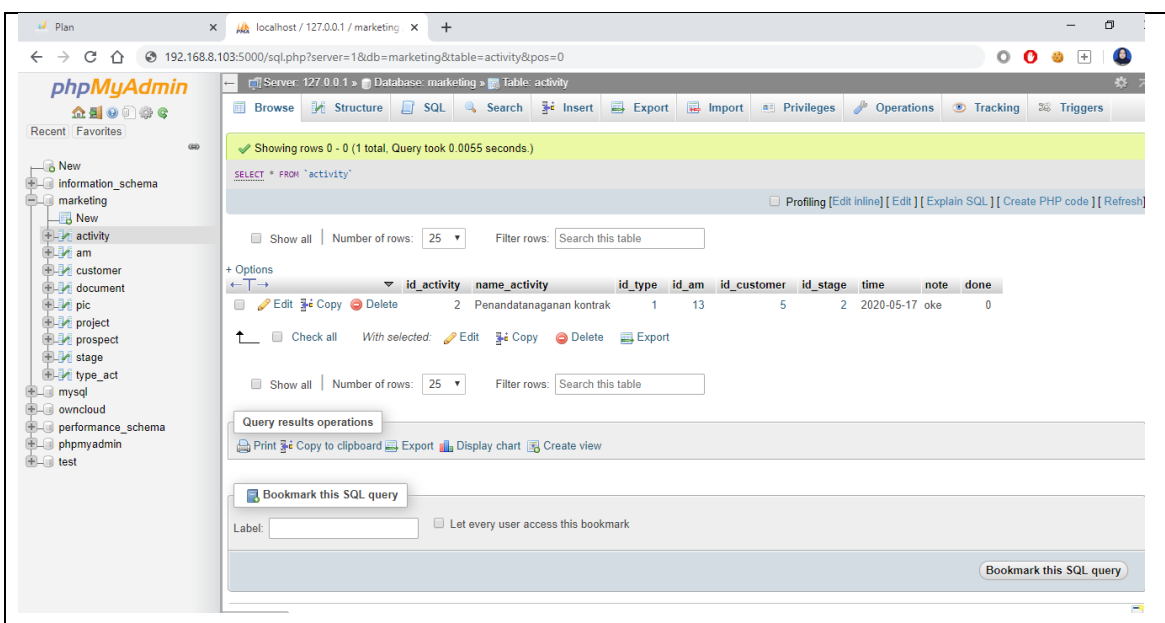 Plan
localhost / 127.0.0.1 / marketing
192.168.8.103:5000/sql.php?server=1&db=marketing&table=activity&pos=0
phpMyAdmin
Recent Favorites
New
information_schema
marketing
New
activity
am
customer
document
pic
project
prospect
stage
type_act
mysql
owncloud
performance_schema
phpmyadmin
test
Server: 127.0.0.1 » Database: marketing » Table: activity
Browse Structure SQL Search Insert Export Import Privileges Operations Tracking Triggers
Showing rows 0 - 0 (1 total, Query took 0.0055 seconds.)
SELECT * FROM `activity`
Profiling [Edit inline] [ Edit ] [ Explain SQL ] [ Create PHP code ] [ Refresh]
Show all | Number of rows: 25 Filter rows: Search this table
+ Options
←T→ id_activity name_activity id_type id_am id_customer id_stage time note done
Edit Copy Delete 2 Penandatanaganan kontrak 1 13 5 2 2020-05-17 oke 0
Check all With selected: Edit Copy Delete Export
Show all | Number of rows: 25 Filter rows: Search this table
Query results operations
Print Copy to clipboard Export Display chart Create view
Bookmark this SQL query
Label: Let every user access this bookmark
Bookmark this SQL query